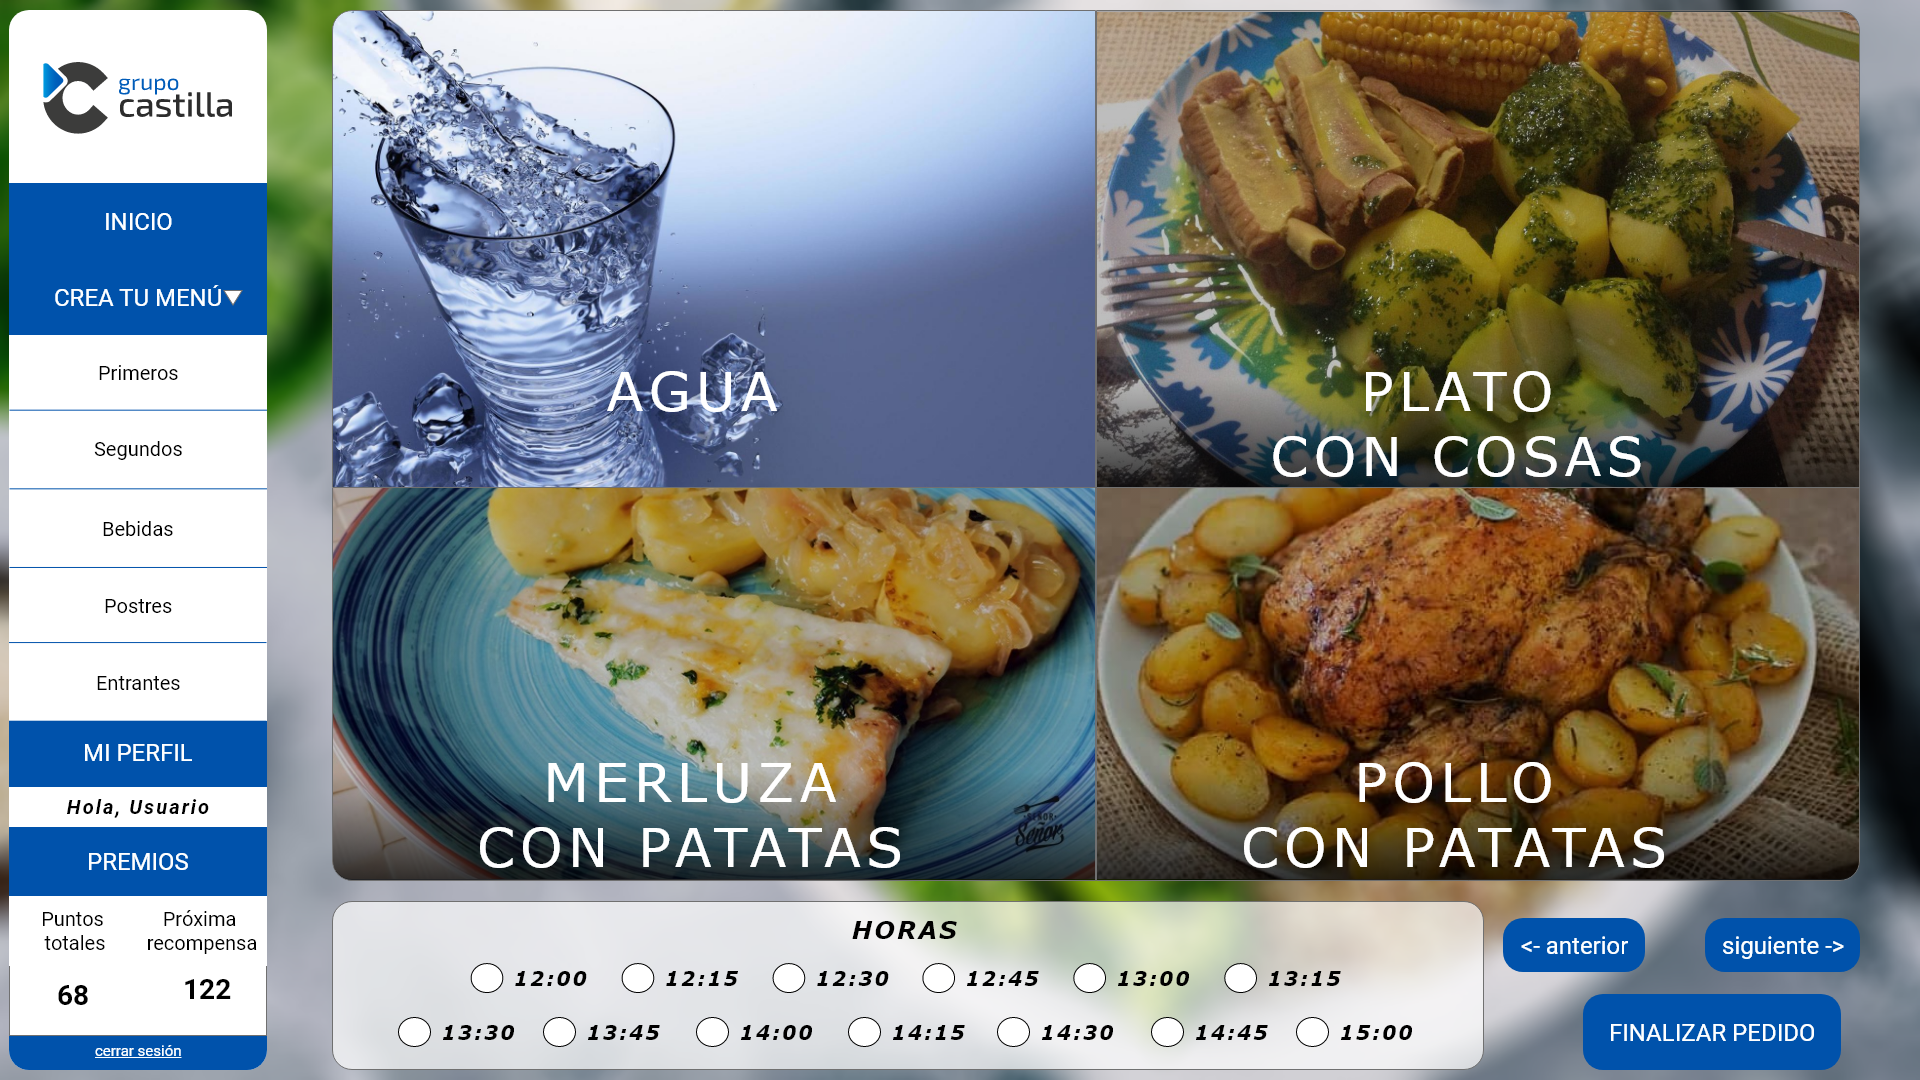 grupo
castilla
INICIO
CREA TU MENÚ
Primeros
Segundos
Bebidas
Postres
Entrantes
MI PERFIL
Hola, Usuario
PREMIOS
Puntos totales
Próxima recompensa
68
122
cerrar sesión
AGUA
PLATO
CON COSAS
MERLUZA
CON PATATAS
SEÑOR
Señor
POLLO
CON PATATAS
HORAS
12:00 12:15 12:30 12:45 13:00 13:15
13:30 13:45 14:00 14:15 14:30 14:45 15:00
<- anterior
siguiente ->
FINALIZAR PEDIDO